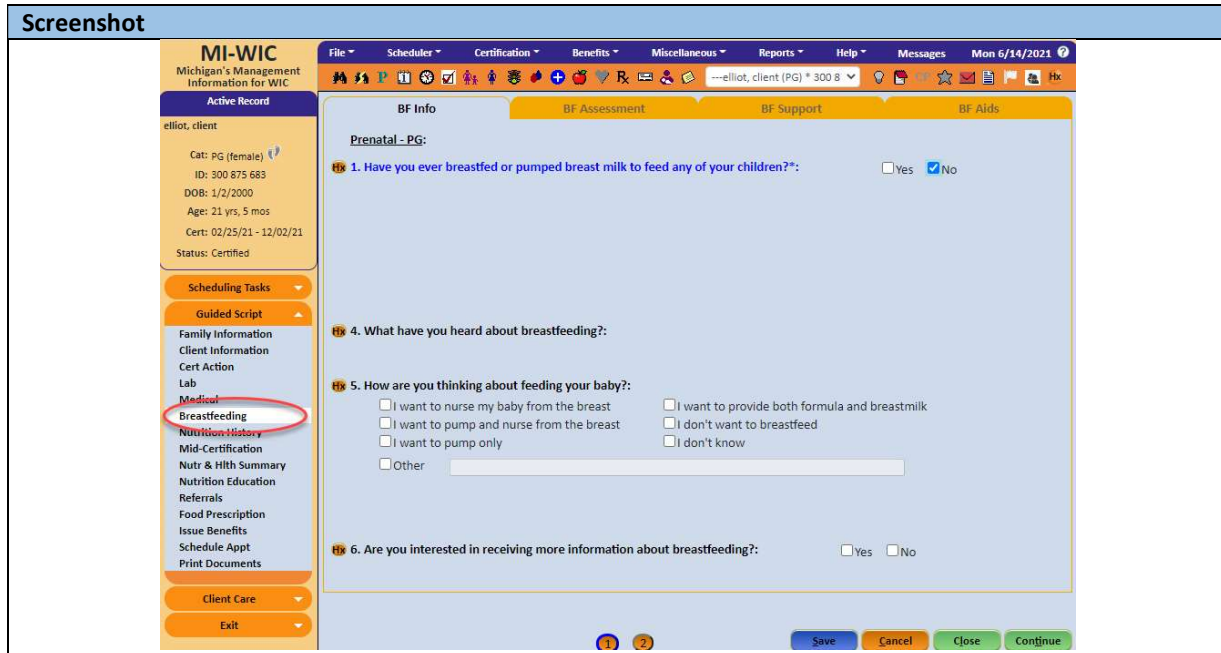 Screenshot
MI-WIC
Michigan's Management
Information for WIC
File Scheduler Certification Benefits Miscellaneous Reports Help Messages Mon 6/14/2021 ?
P Rx ---elliot, client (PG) * 300 8 CP Hx
Active Record
elliot, client
Cat: PG (female)
ID: 300 875 683
DOB: 1/2/2000
Age: 21 yrs, 5 mos
Cert: 02/25/21 - 12/02/21
Status: Certified
Scheduling Tasks
Guided Script
Family Information
Client Information
Cert Action
Lab
Medical
Breastfeeding
Nutrition History
Mid-Certification
Nutr & Hlth Summary
Nutrition Education
Referrals
Food Prescription
Issue Benefits
Schedule Appt
Print Documents
Client Care
Exit
BF Info BF Assessment BF Support BF Aids
Prenatal - PG:
Hx 1. Have you ever breastfed or pumped breast milk to feed any of your children?*: Yes No
Hx 4. What have you heard about breastfeeding?:
Hx 5. How are you thinking about feeding your baby?:
I want to nurse my baby from the breast I want to provide both formula and breastmilk
I want to pump and nurse from the breast I don't want to breastfeed
I want to pump only I don't know
Other
Hx 6. Are you interested in receiving more information about breastfeeding?: Yes No
1 2 Save Cancel Close Continue